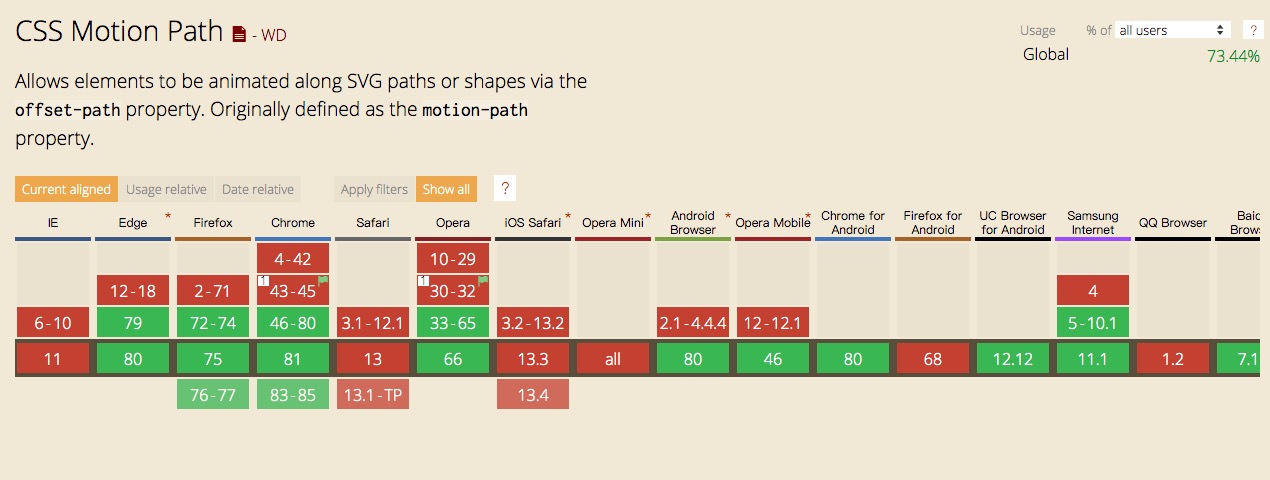 CSS Motion Path - WD
Usage % of all users ?
Global 73.44%
Allows elements to be animated along SVG paths or shapes via the
offset-path property. Originally defined as the motion-path
property.
Current aligned Usage relative Date relative Apply filters Show all ?
IE Edge * Firefox Chrome Safari Opera iOS Safari * Opera Mini * Android Browser * Opera Mobile * Chrome for Android Firefox for Android UC Browser for Android Samsung Internet QQ Browser Baid Brows
4-42 10-29
12-18 2-71 1 43-45 1 30-32 4
6-10 79 72-74 46-80 3.1-12.1 33-65 3.2-13.2 2.1-4.4.4 12-12.1 5-10.1
11 80 75 81 13 66 13.3 all 80 46 80 68 12.12 11.1 1.2 7.1
76-77 83-85 13.1-TP 13.4